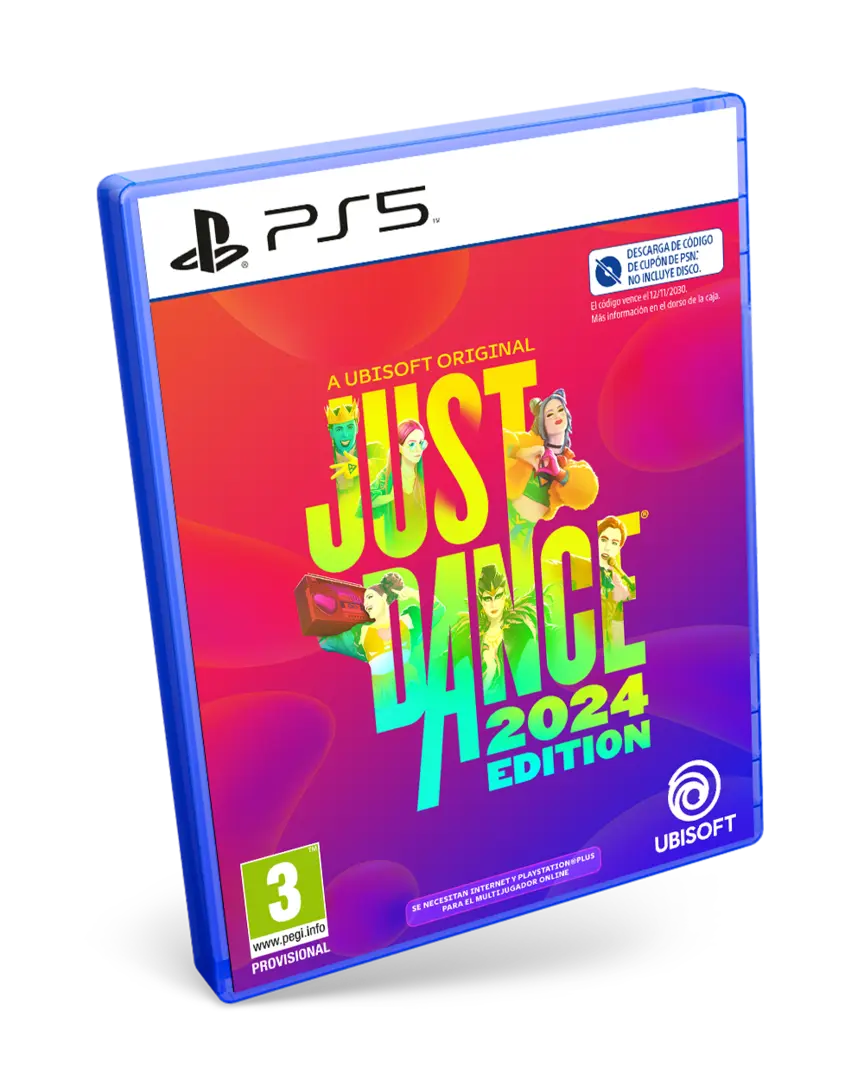 PS5™
DESCARGA DE CÓDIGO
DE CUPÓN DE PSN.*
NO INCLUYE DISCO.
El código vence el 12/11/2030.
Más información en el dorso de la caja.
A UBISOFT ORIGINAL
JUST
DANCE®
2024
EDITION
UBISOFT
SE NECESITAN INTERNET Y PLAYSTATION®PLUS
PARA EL MULTIJUGADOR ONLINE
3™
www.pegi.info
PROVISIONAL